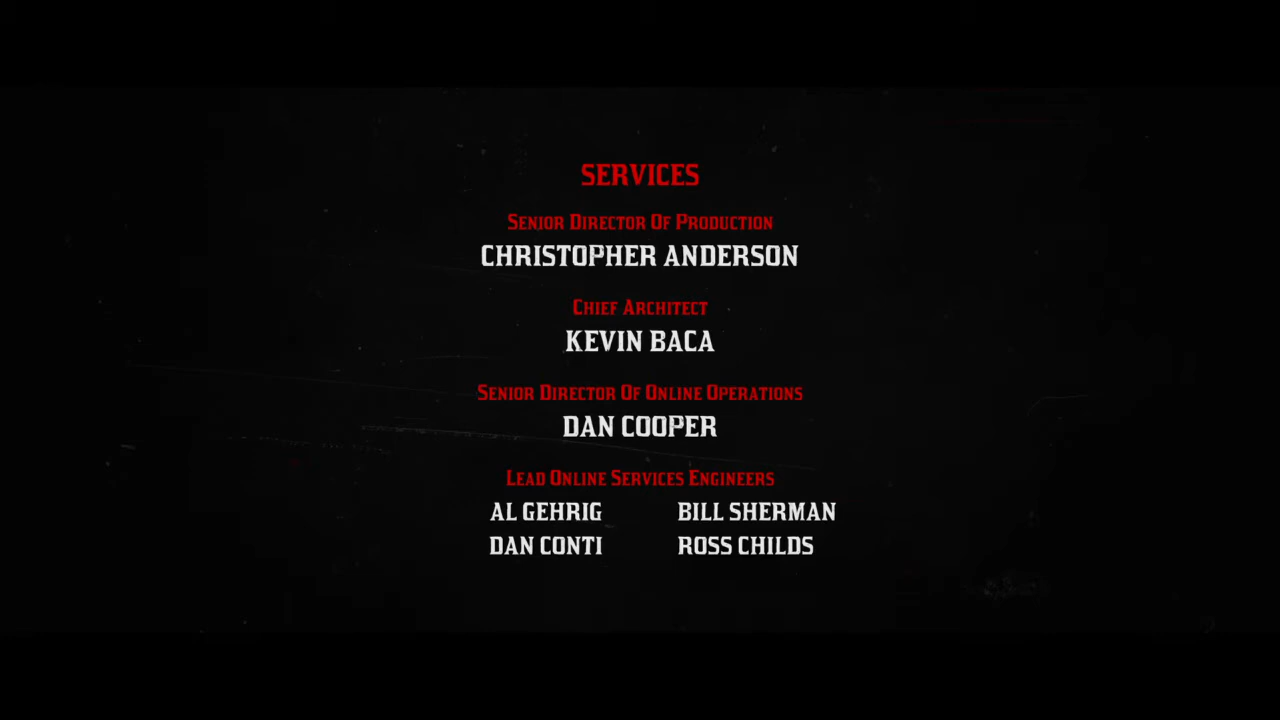 SERVICES
Senior Director Of Production
CHRISTOPHER ANDERSON
Chief Architect
KEVIN BACA
Senior Director Of Online Operations
DAN COOPER
Lead Online Services Engineers
AL GEHRIG BILL SHERMAN
DAN CONTI ROSS CHILDS